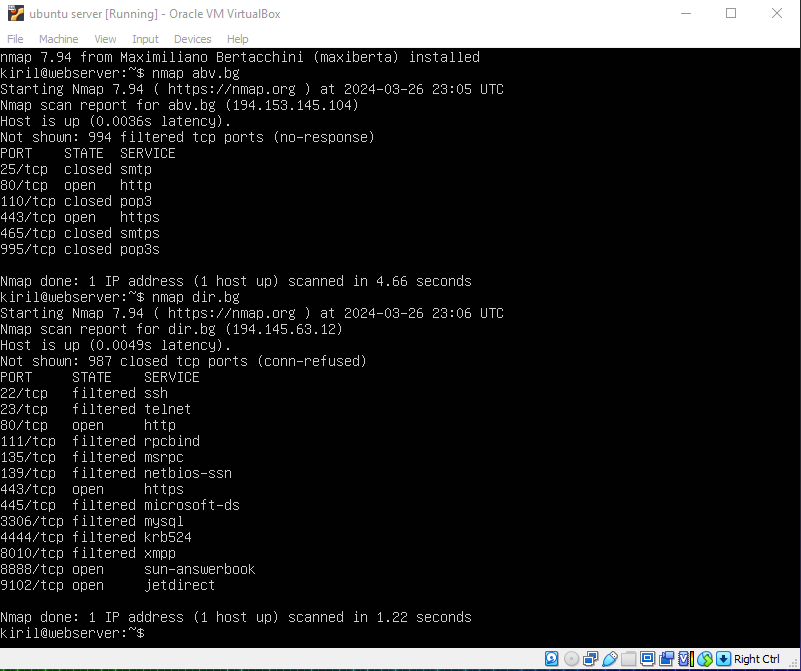 ubuntu server [Running] - Oracle VM VirtualBox
File Machine View Input Devices Help
nmap 7.94 from Maximiliano Bertacchini (maxiberta) installed
kiril@webserver:~$ nmap abv.bg
Starting Nmap 7.94 ( https://nmap.org ) at 2024-03-26 23:05 UTC
Nmap scan report for abv.bg (194.153.145.104)
Host is up (0.0036s latency).
Not shown: 994 filtered tcp ports (no-response)
PORT    STATE  SERVICE
25/tcp  closed smtp
80/tcp  open   http
110/tcp closed pop3
443/tcp open   https
465/tcp closed smtps
995/tcp closed pop3s
Nmap done: 1 IP address (1 host up) scanned in 4.66 seconds
kiril@webserver:~$ nmap dir.bg
Starting Nmap 7.94 ( https://nmap.org ) at 2024-03-26 23:06 UTC
Nmap scan report for dir.bg (194.145.63.12)
Host is up (0.0049s latency).
Not shown: 987 closed tcp ports (conn-refused)
PORT     STATE    SERVICE
22/tcp   filtered ssh
23/tcp   filtered telnet
80/tcp   open     http
111/tcp  filtered rpcbind
135/tcp  filtered msrpc
139/tcp  filtered netbios-ssn
443/tcp  open     https
445/tcp  filtered microsoft-ds
3306/tcp filtered mysql
4444/tcp filtered krb524
8010/tcp filtered xmpp
8888/tcp open     sun-answerbook
9102/tcp open     jetdirect
Nmap done: 1 IP address (1 host up) scanned in 1.22 seconds
kiril@webserver:~$
Right Ctrl